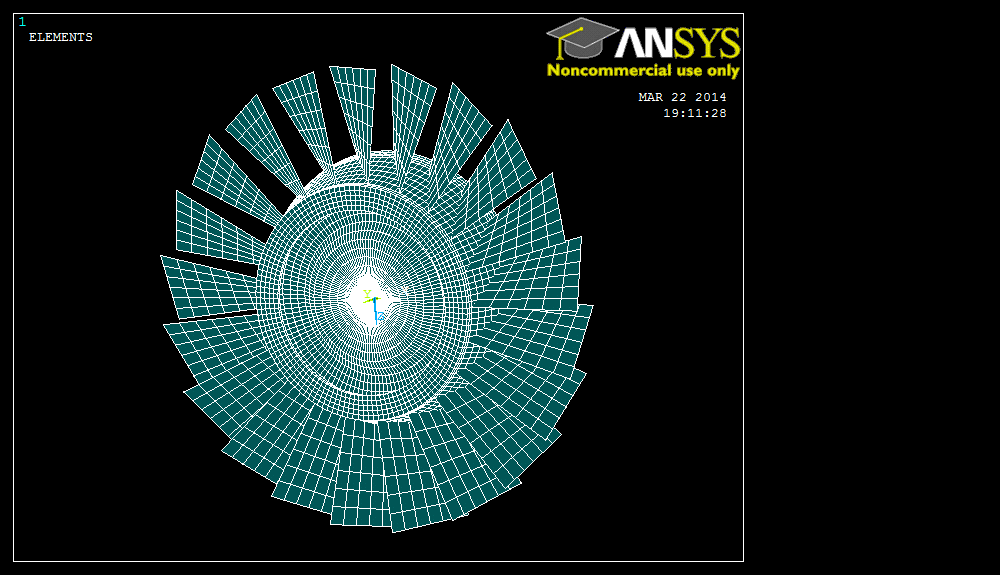 1
ELEMENTS
ANSYS
Noncommercial use only
MAR 22 2014
19:11:28